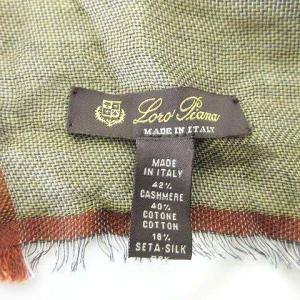 Loro Piana
MADE IN ITALY
MADE
IN ITALY
42%
CASHMERE
40%
COTONE
COTTON
18%
SETA-SILK